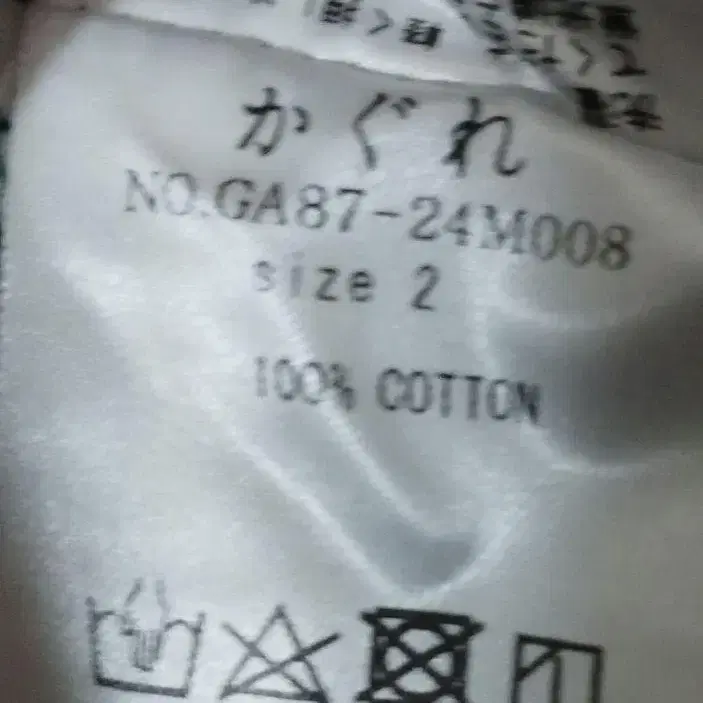 かぐれ
NO.GA87-24M008
size 2
100% COTTON